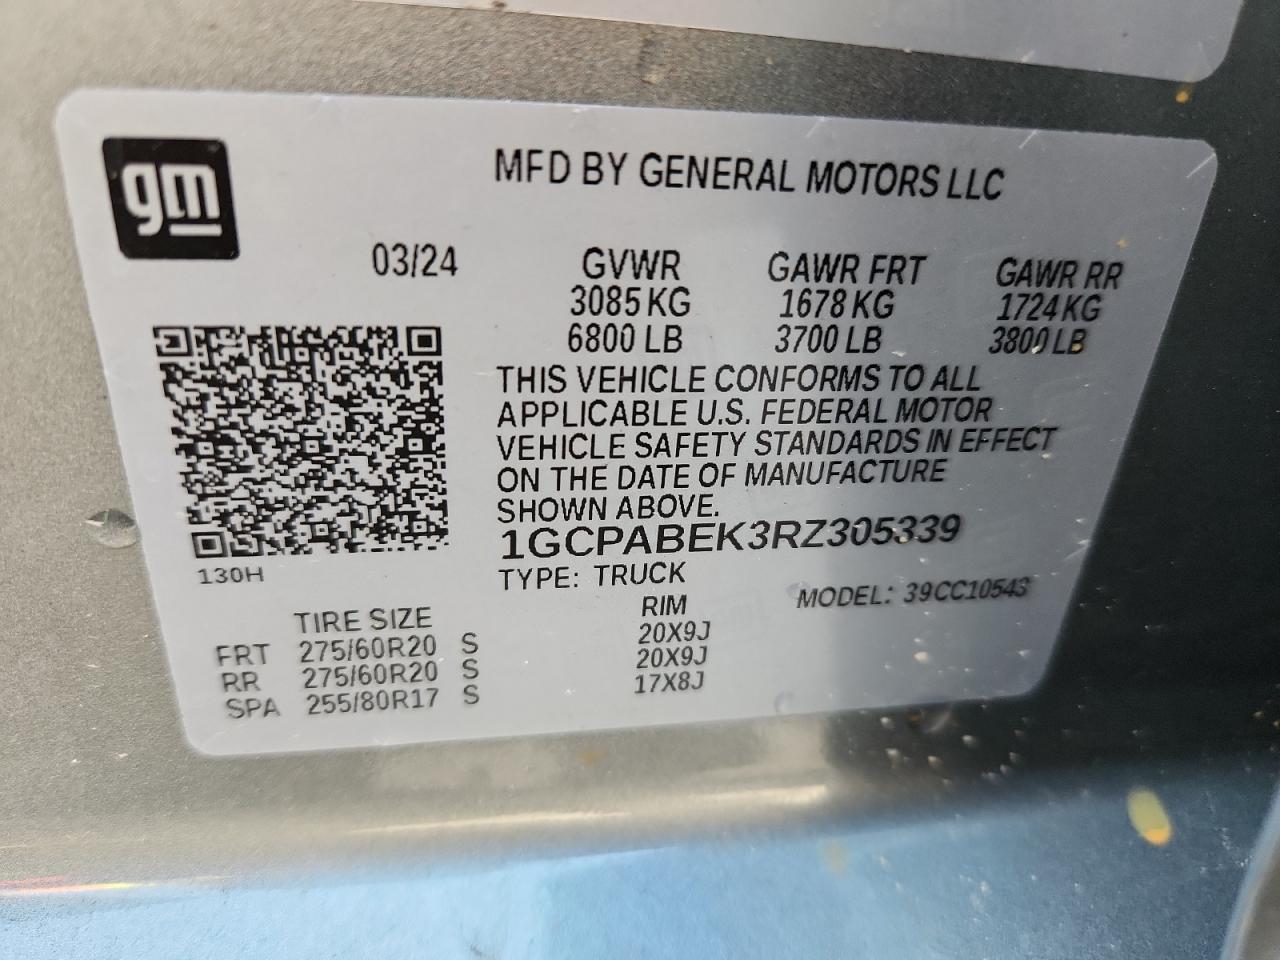 gm
MFD BY GENERAL MOTORS LLC
03/24 GVWR GAWR FRT GAWR RR
3085 KG 1678 KG 1724 KG
6800 LB 3700 LB 3800 LB
THIS VEHICLE CONFORMS TO ALL
APPLICABLE U.S. FEDERAL MOTOR
VEHICLE SAFETY STANDARDS IN EFFECT
ON THE DATE OF MANUFACTURE
SHOWN ABOVE.
1GCPABEK3RZ305339
130H
TYPE: TRUCK
MODEL: 39CC10543
TIRE SIZE RIM
FRT 275/60R20 S 20X9J
RR 275/60R20 S 20X9J
SPA 255/80R17 S 17X8J